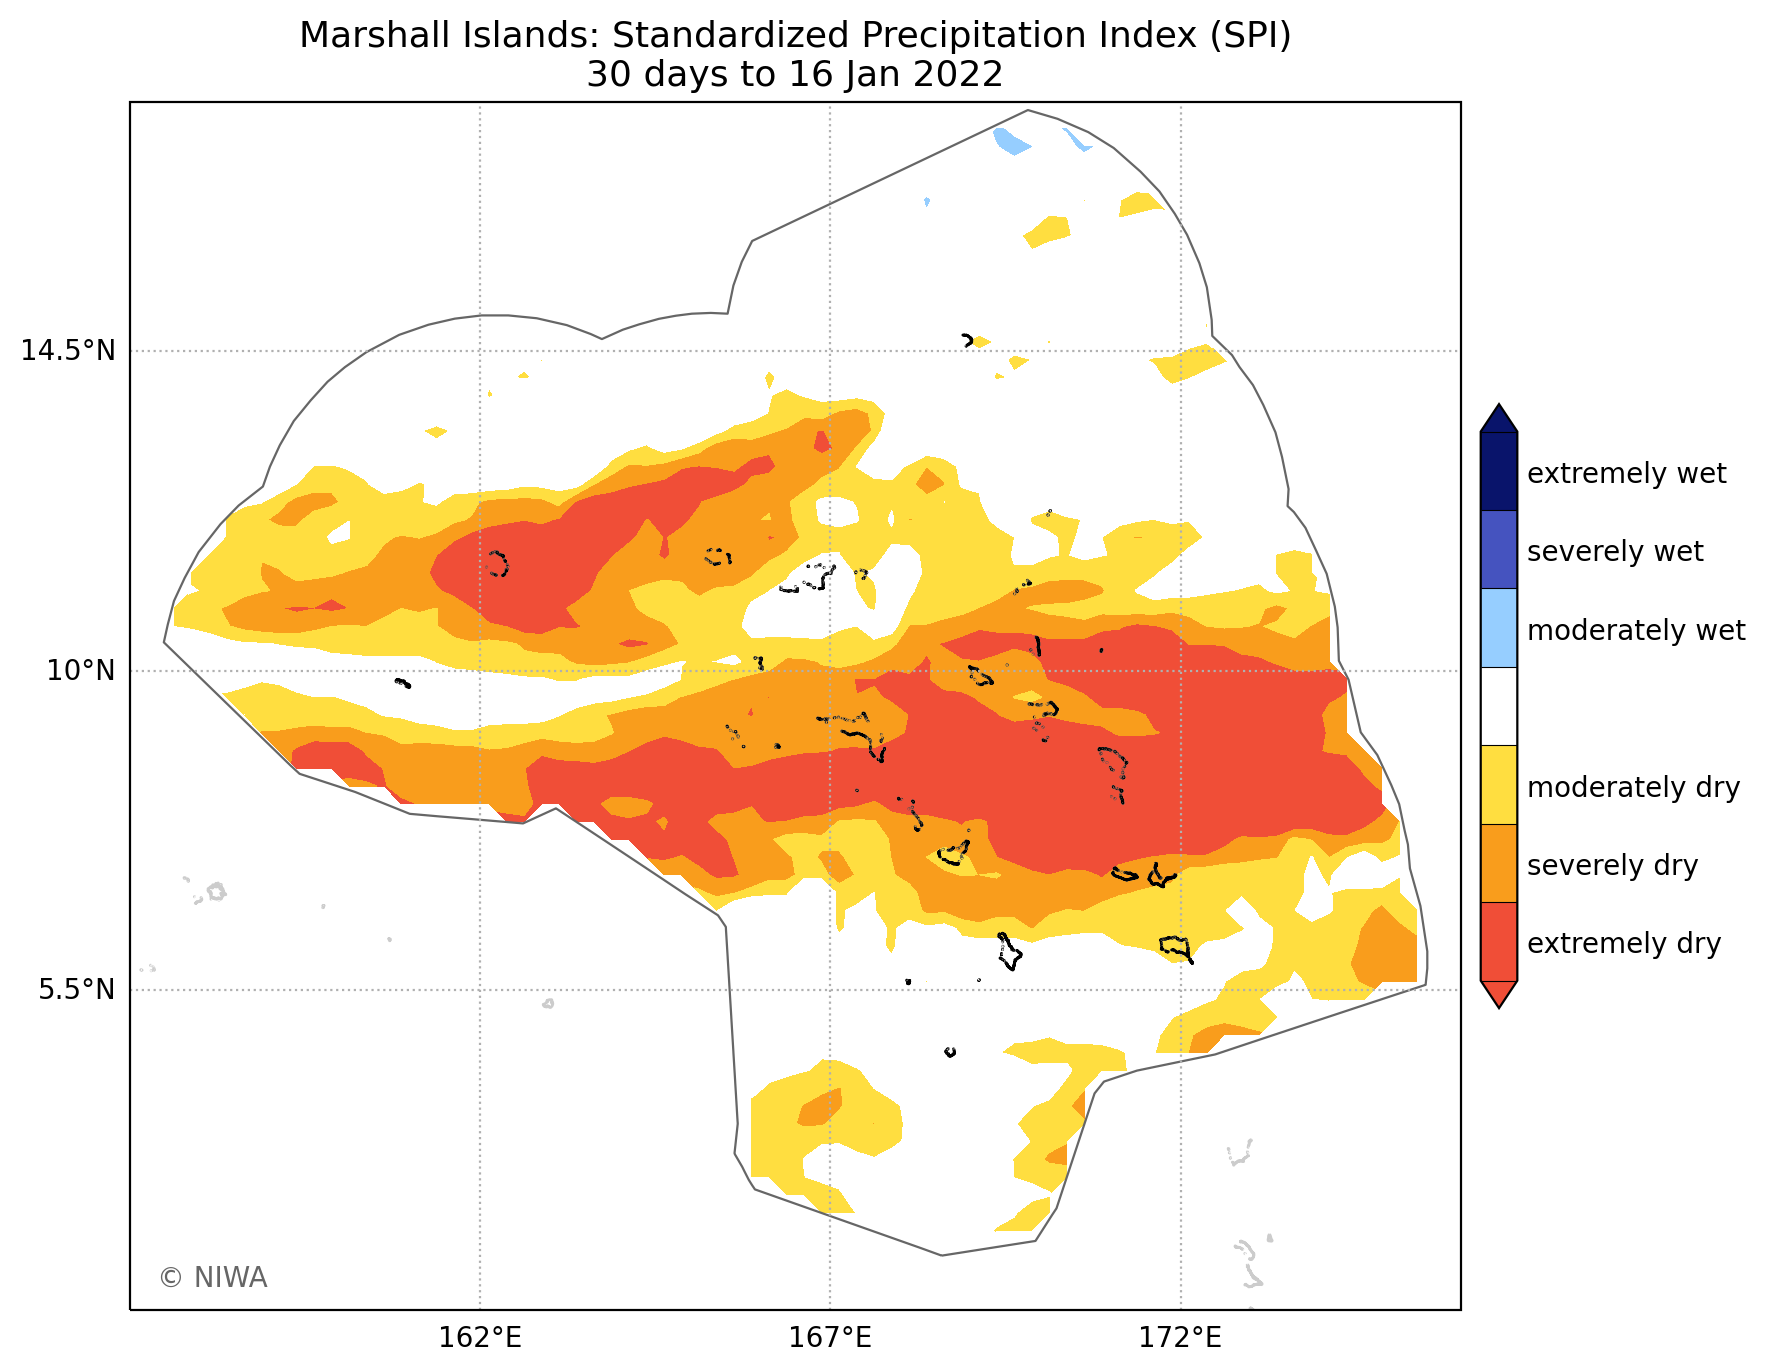 Marshall Islands: Standardized Precipitation Index (SPI)
30 days to 16 Jan 2022
14.5°N
10°N
5.5°N
162°E
167°E
172°E
extremely wet
severely wet
moderately wet
moderately dry
severely dry
extremely dry
© NIWA